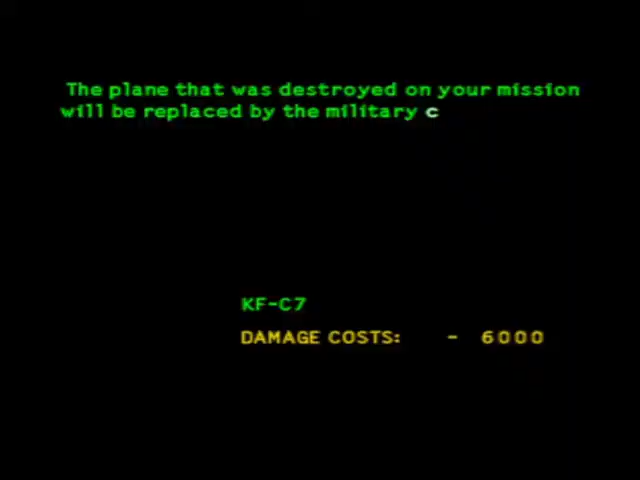 The plane that was destroyed on your mission
will be replaced by the military c
KF-C7
DAMAGE COSTS: - 6000